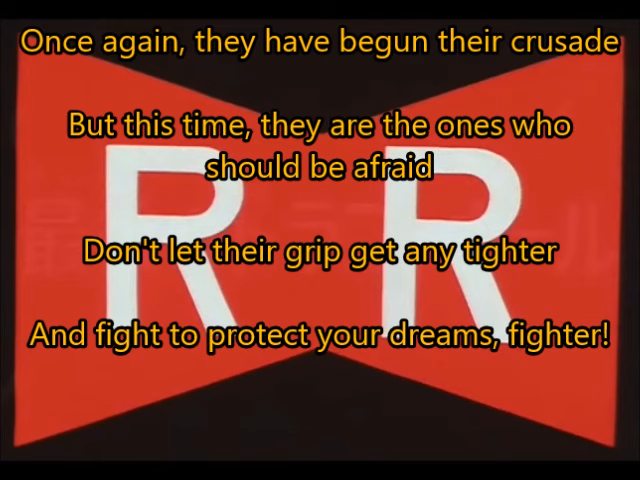 Once again, they have begun their crusade
But this time, they are the ones who
should be afraid
Don't let their grip get any tighter
And fight to protect your dreams, fighter!
R R